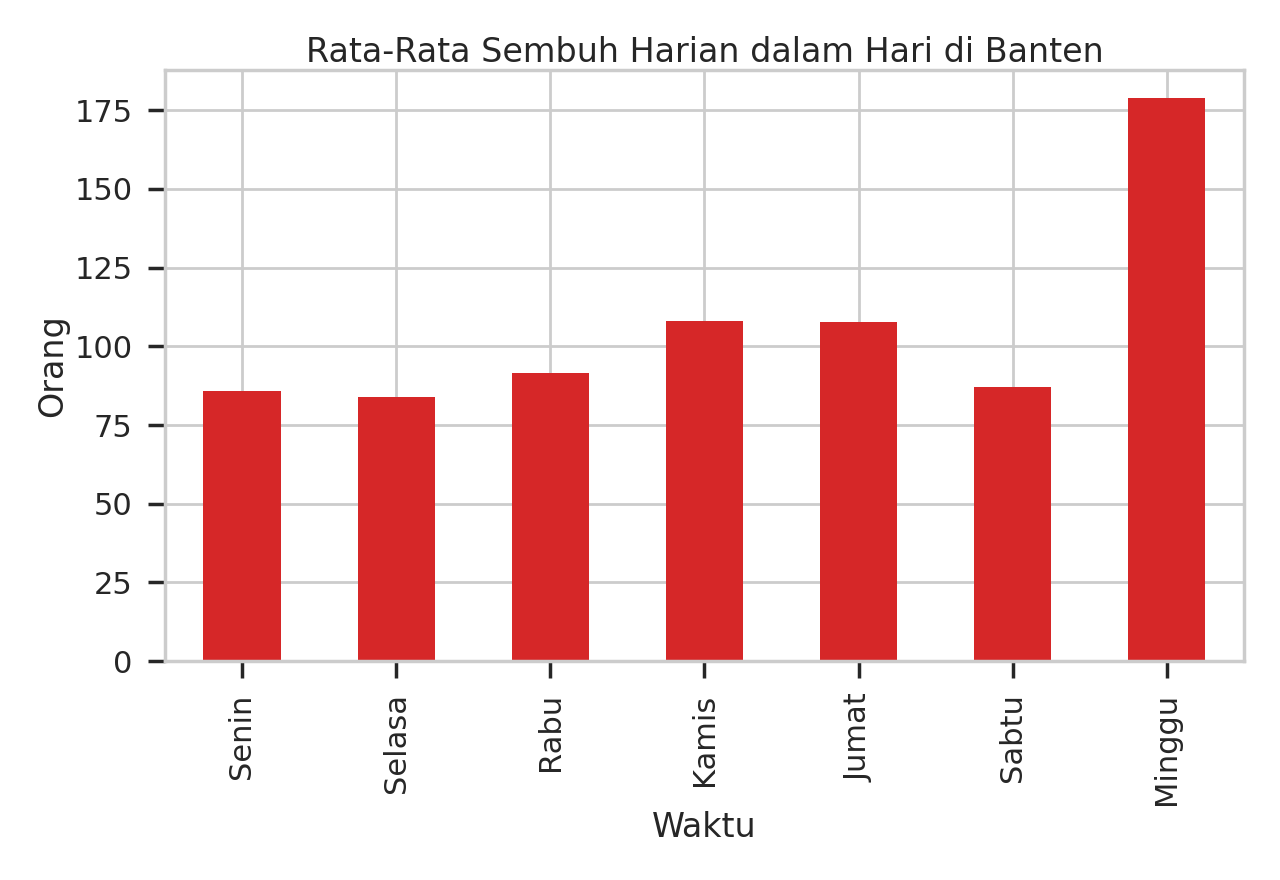 Rata-Rata Sembuh Harian dalam Hari di Banten
Orang
175
150
125
100
75
50
25
0
Senin
Selasa
Rabu
Kamis
Jumat
Sabtu
Minggu
Waktu